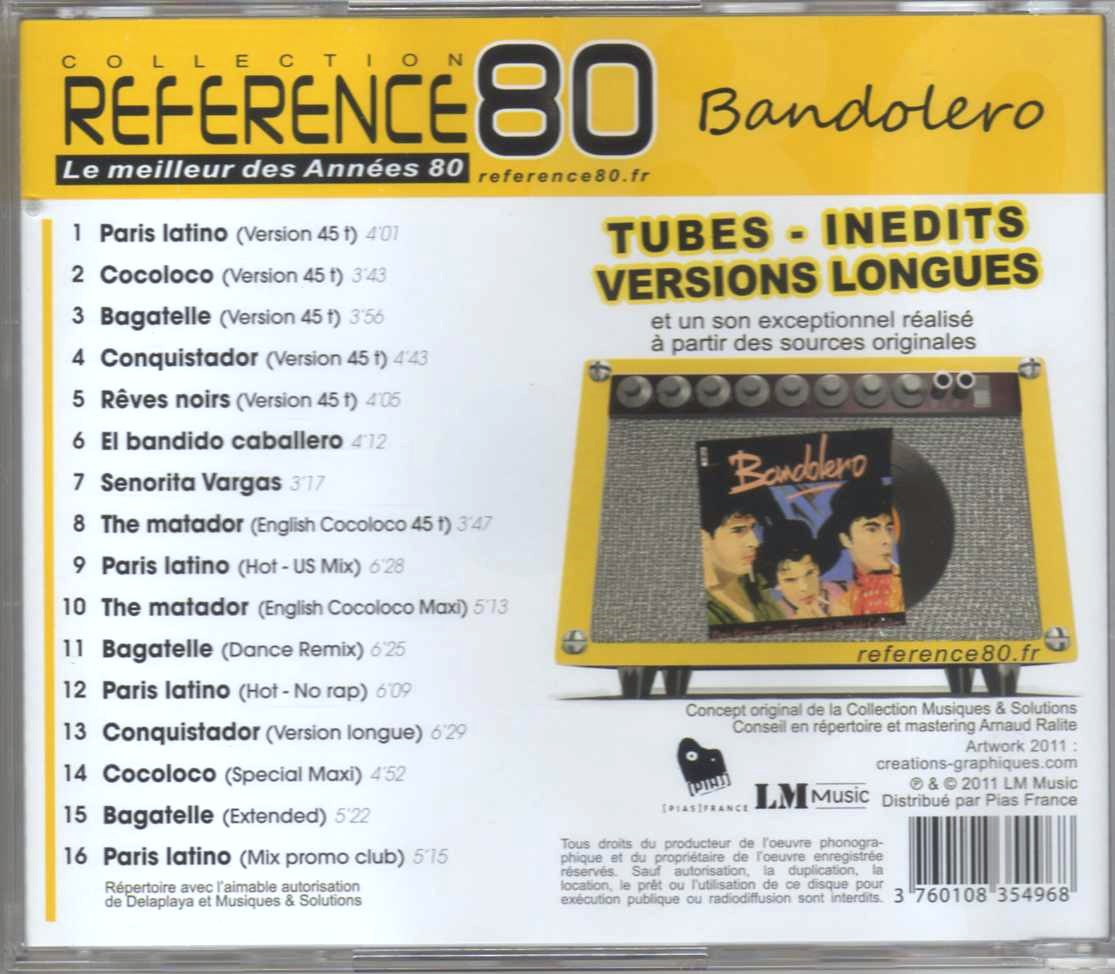 COLLECTION
REFERENCE 80
Le meilleur des Années 80
reference80.fr
Bandolero
1 Paris latino (Version 45 t) 4'01
2 Cocoloco (Version 45 t) 3'43
3 Bagatelle (Version 45 t) 3'56
4 Conquistador (Version 45 t) 4'43
5 Rêves noirs (Version 45 t) 4'05
6 El bandido caballero 4'12
7 Senorita Vargas 3'17
8 The matador (English Cocoloco 45 t) 3'47
9 Paris latino (Hot - US Mix) 6'28
10 The matador (English Cocoloco Maxi) 5'13
11 Bagatelle (Dance Remix) 6'25
12 Paris latino (Hot - No rap) 6'09
13 Conquistador (Version longue) 6'29
14 Cocoloco (Special Maxi) 4'52
15 Bagatelle (Extended) 5'22
16 Paris latino (Mix promo club) 5'15
Répertoire avec l'aimable autorisation
de Delaplaya et Musiques & Solutions
TUBES - INEDITS
VERSIONS LONGUES
et un son exceptionnel réalisé
à partir des sources originales
Bandolero
reference80.fr
Concept original de la Collection Musiques & Solutions
Conseil en répertoire et mastering Arnaud Ralite
Artwork 2011 :
creations-graphiques.com
℗ & © 2011 LM Music
Distribué par Pias France
[PIAS]
[PIAS] FRANCE
LM Music
Tous droits du producteur de l'oeuvre phonogra-
phique et du propriétaire de l'oeuvre enregistrée
réservés. Sauf autorisation, la duplication, la
location, le prêt ou l'utilisation de ce disque pour
exécution publique ou radiodiffusion sont interdits.
3 760108 354968